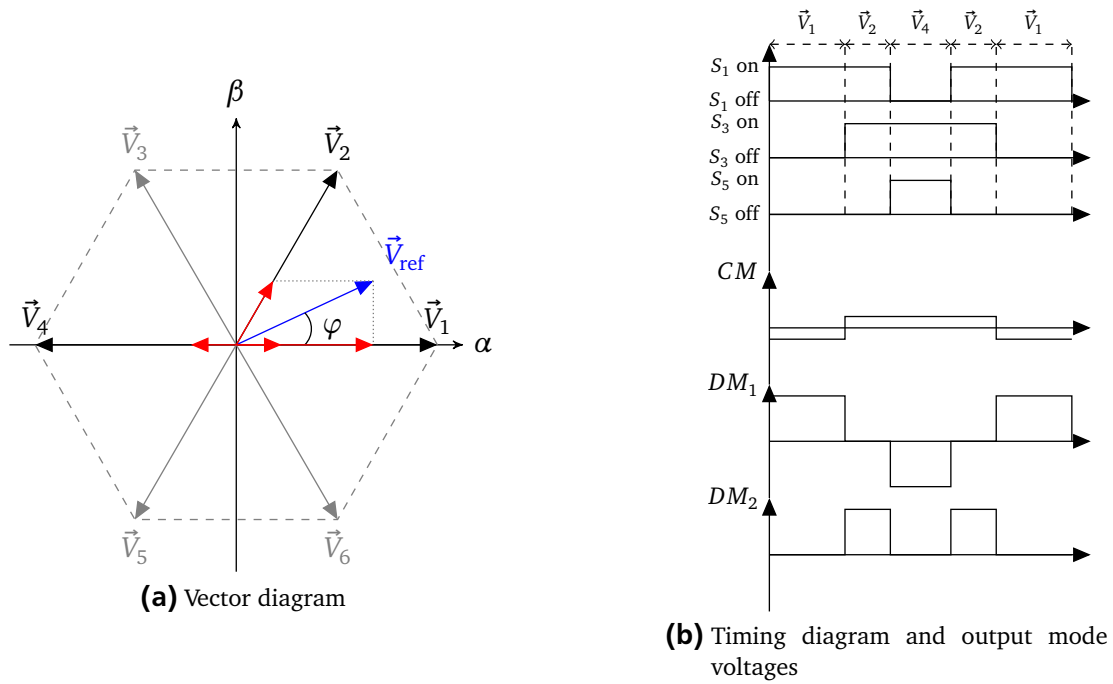 β
α
V⃗₃
V⃗₂
V⃗_ref
V⃗₄
V⃗₁
φ
V⃗₅
V⃗₆
(a) Vector diagram
V⃗₁ V⃗₂ V⃗₄ V⃗₂ V⃗₁
S₁ on
S₁ off
S₃ on
S₃ off
S₅ on
S₅ off
CM
DM₁
DM₂
(b) Timing diagram and output mode
voltages